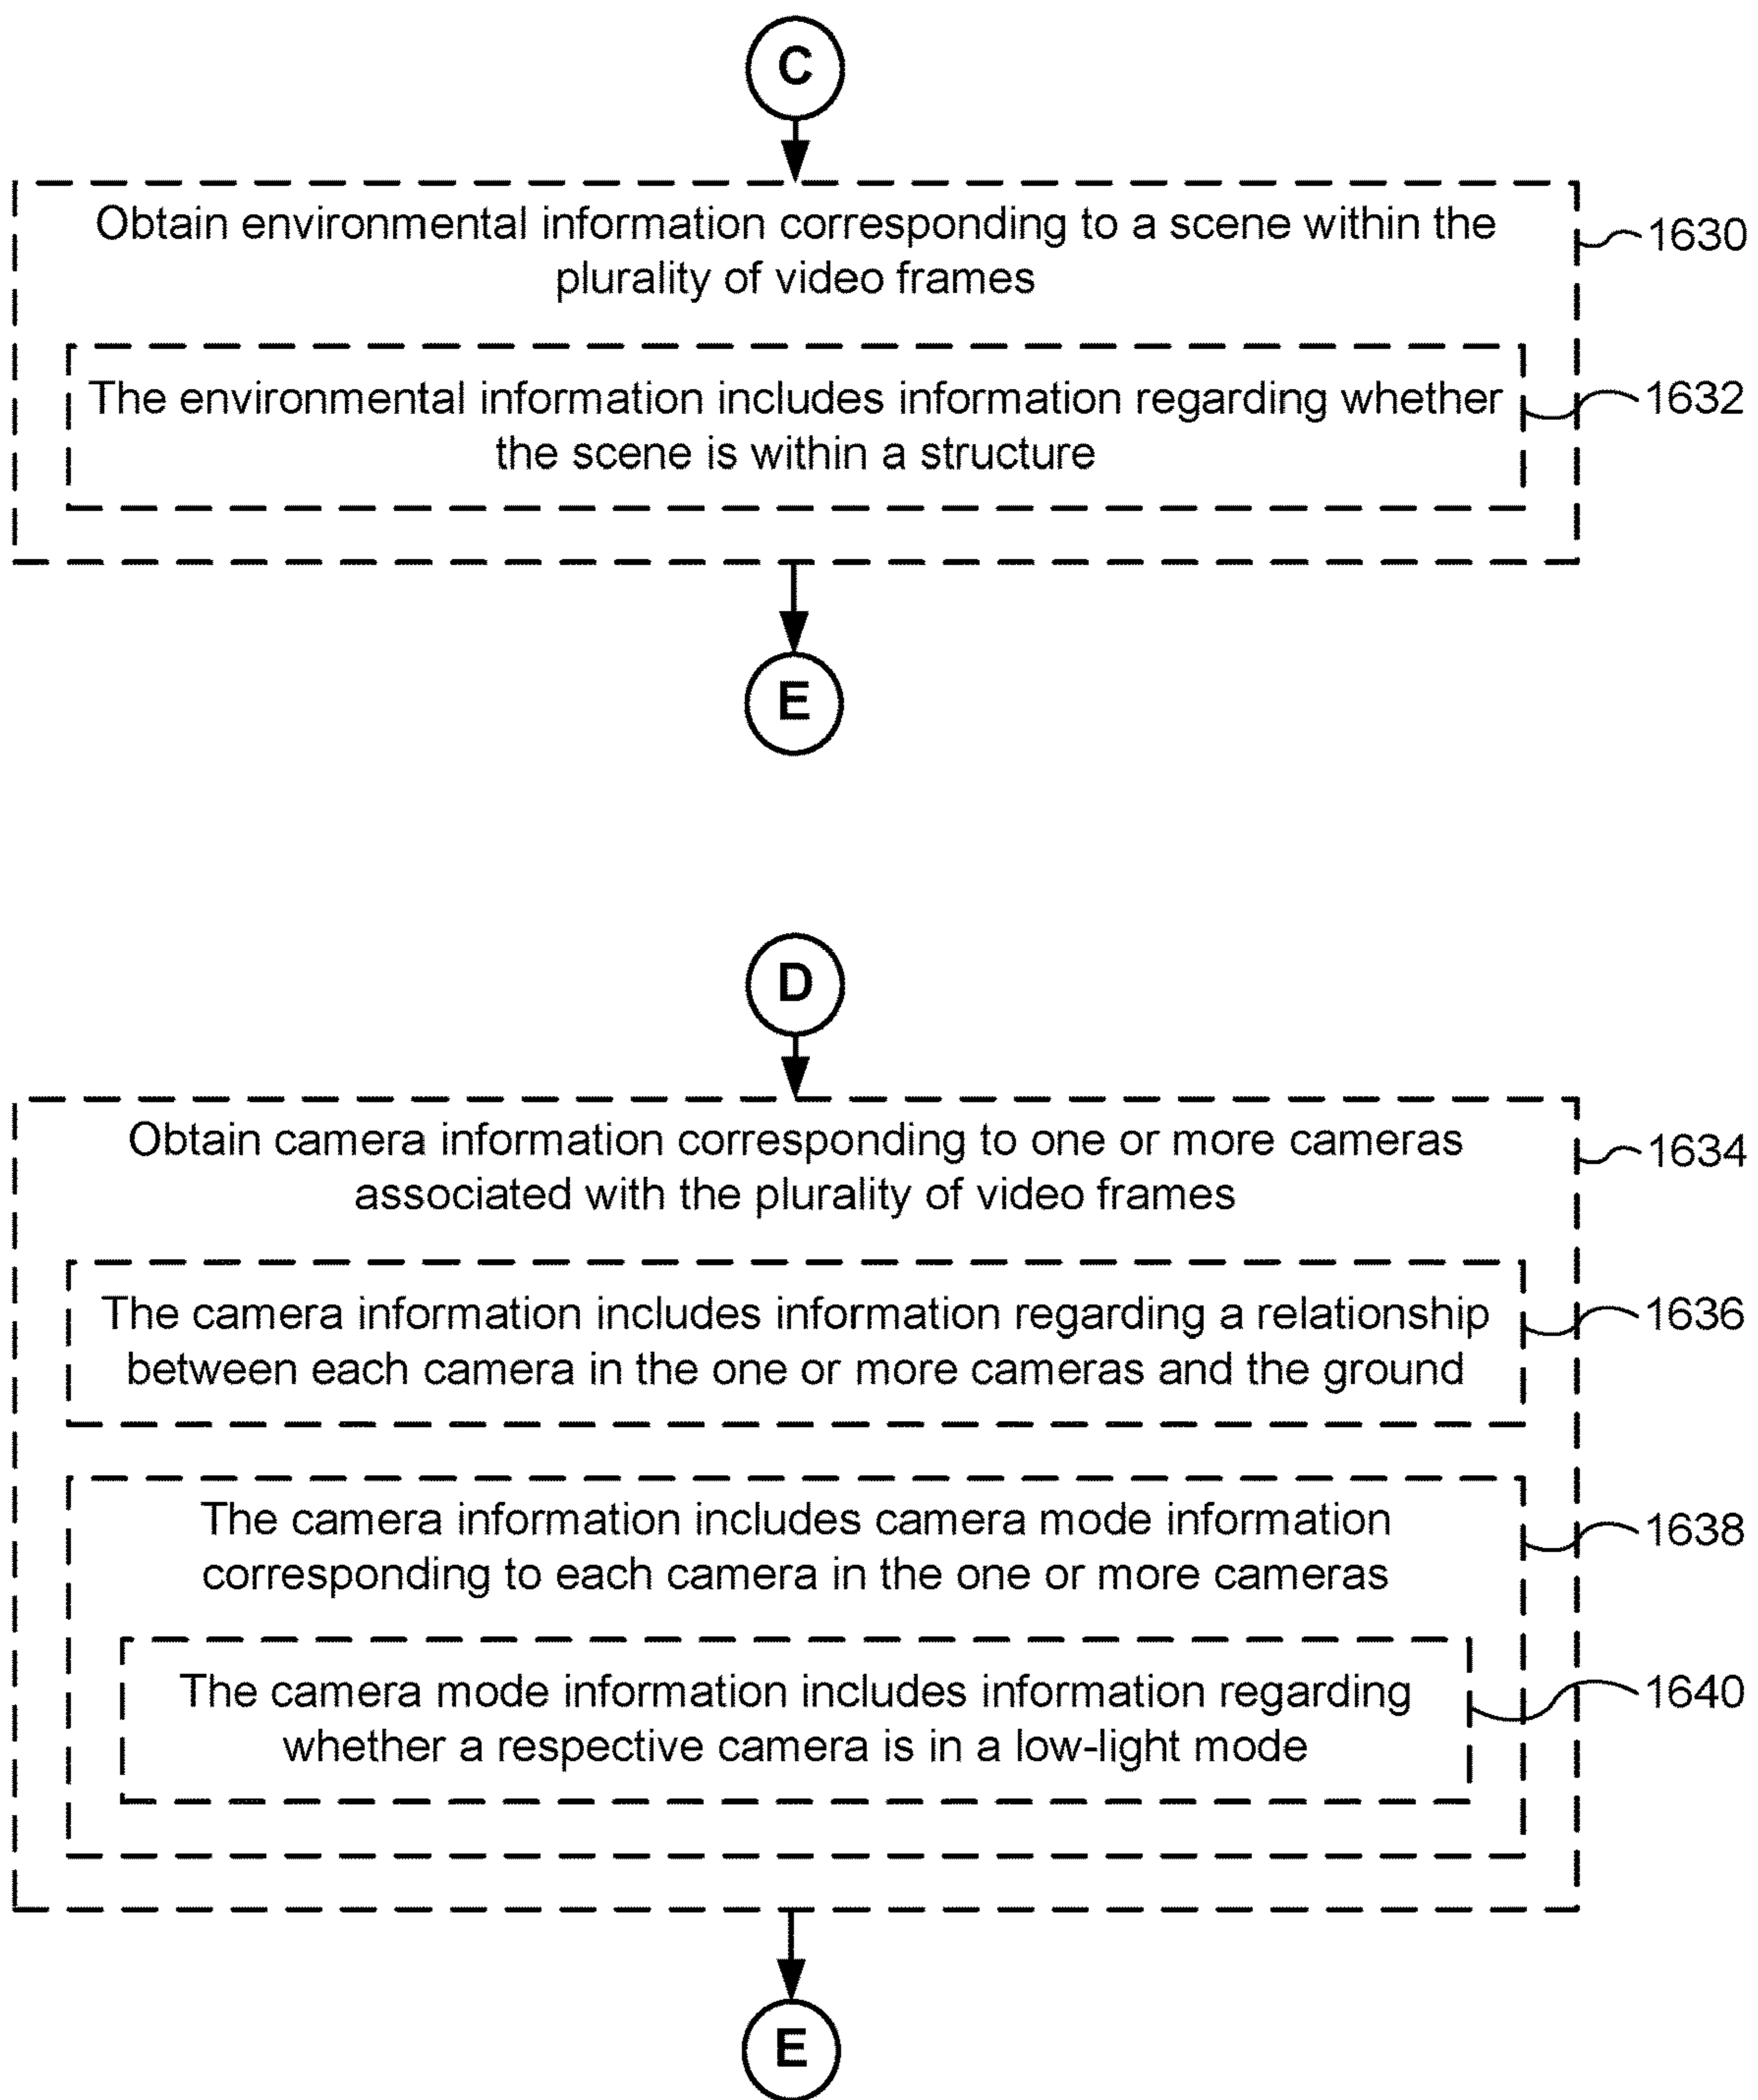 C
Obtain environmental information corresponding to a scene within the
plurality of video frames
1630
The environmental information includes information regarding whether
the scene is within a structure
1632
E
D
Obtain camera information corresponding to one or more cameras
associated with the plurality of video frames
1634
The camera information includes information regarding a relationship
between each camera in the one or more cameras and the ground
1636
The camera information includes camera mode information
corresponding to each camera in the one or more cameras
1638
The camera mode information includes information regarding
whether a respective camera is in a low-light mode
1640
E